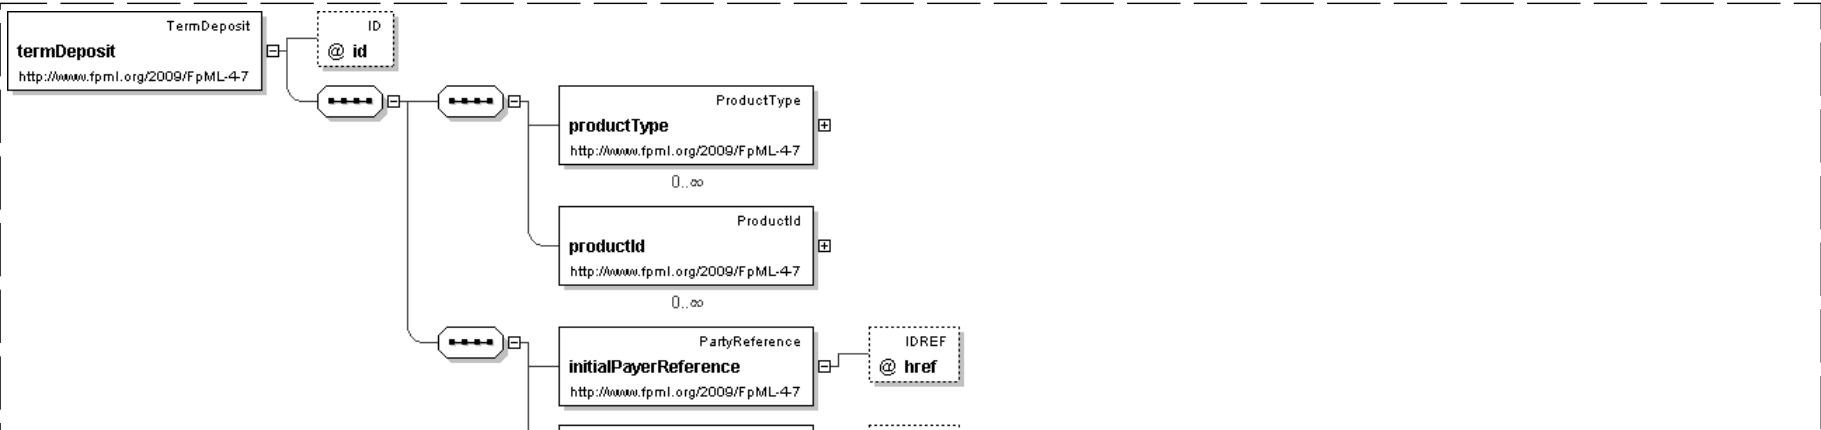 TermDeposit
termDeposit
http://www.fpml.org/2009/FpML-4-7
ID
@ id
ProductType
productType
http://www.fpml.org/2009/FpML-4-7
0..∞
ProductId
productId
http://www.fpml.org/2009/FpML-4-7
0..∞
PartyReference
initialPayerReference
http://www.fpml.org/2009/FpML-4-7
IDREF
@ href